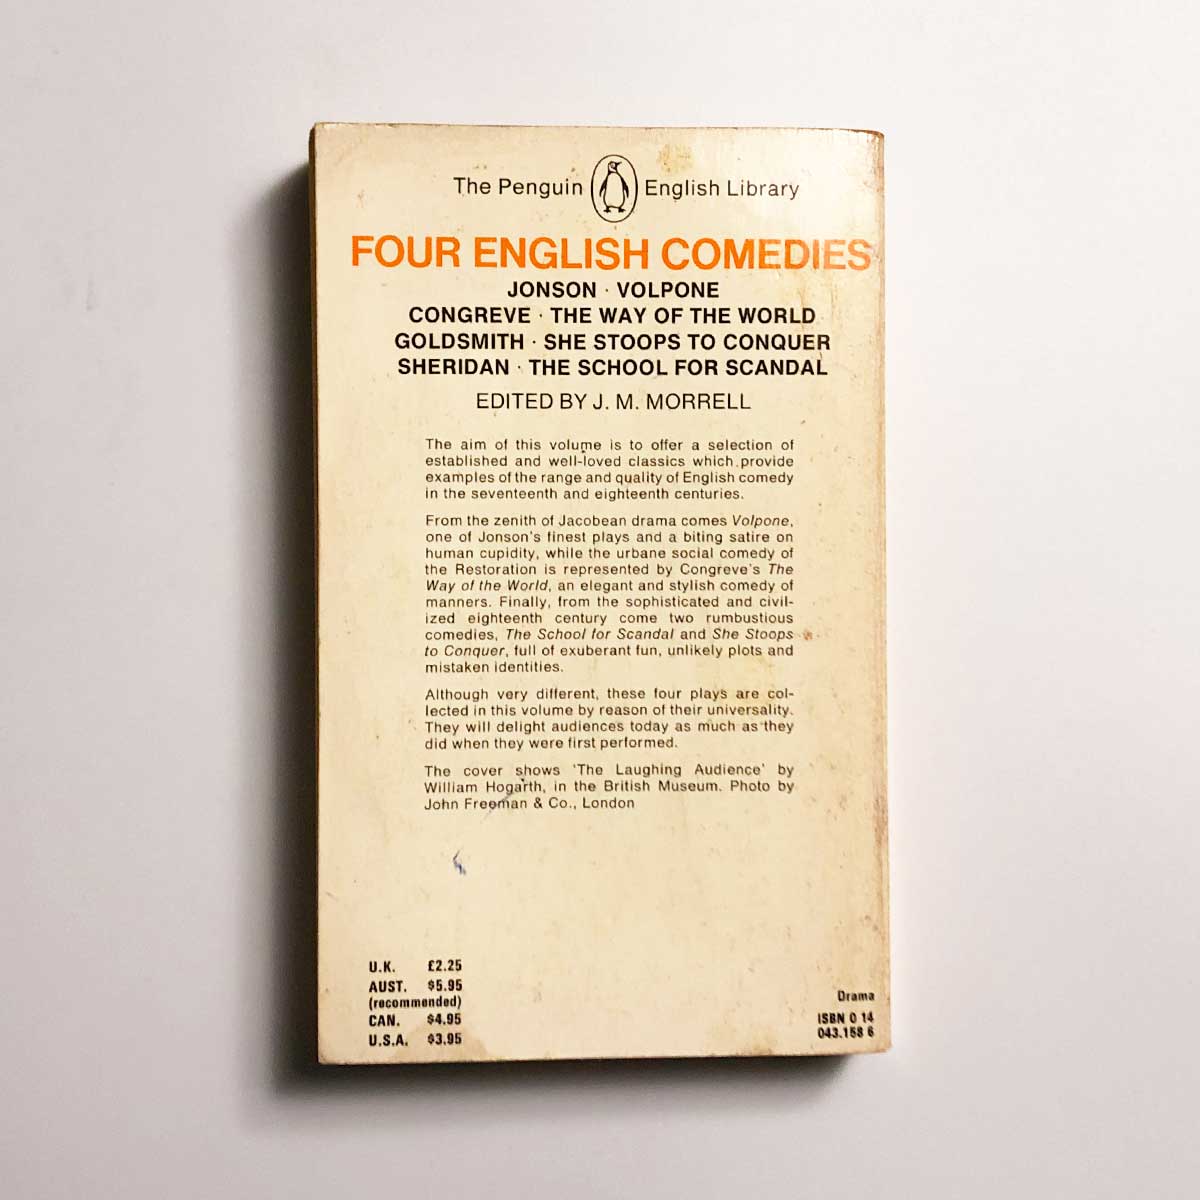 The Penguin English Library
FOUR ENGLISH COMEDIES
JONSON · VOLPONE
CONGREVE · THE WAY OF THE WORLD
GOLDSMITH · SHE STOOPS TO CONQUER
SHERIDAN · THE SCHOOL FOR SCANDAL
EDITED BY J. M. MORRELL
The aim of this volume is to offer a selection of
established and well-loved classics which provide
examples of the range and quality of English comedy
in the seventeenth and eighteenth centuries.
From the zenith of Jacobean drama comes Volpone,
one of Jonson's finest plays and a biting satire on
human cupidity, while the urbane social comedy of
the Restoration is represented by Congreve's The
Way of the World, an elegant and stylish comedy of
manners. Finally, from the sophisticated and civil-
ized eighteenth century come two rumbustious
comedies, The School for Scandal and She Stoops
to Conquer, full of exuberant fun, unlikely plots and
mistaken identities.
Although very different, these four plays are col-
lected in this volume by reason of their universality.
They will delight audiences today as much as they
did when they were first performed.
The cover shows 'The Laughing Audience' by
William Hogarth, in the British Museum. Photo by
John Freeman & Co., London
U.K. £2.25
AUST. $5.95
(recommended)
CAN. $4.95
U.S.A. $3.95
Drama
ISBN 0 14
043.158 6